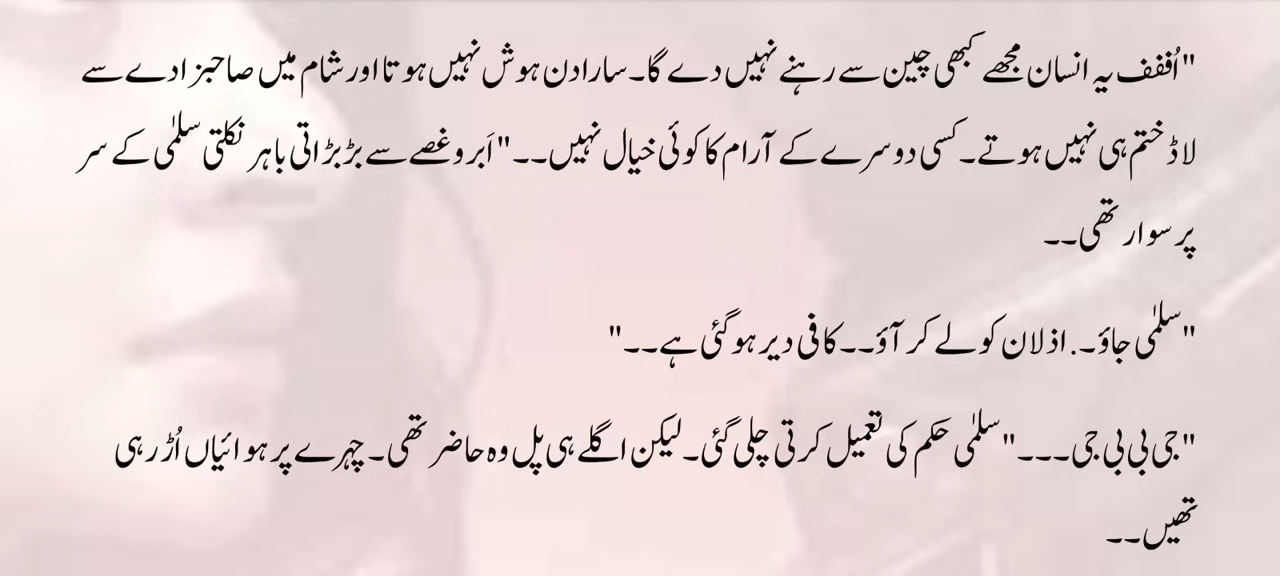 "اُففف یہ انسان مجھے کبھی چین سے رہنے نہیں دے گا۔سارا دن ہوش نہیں ہوتا اور شام میں صاحبزادے سے
لاڈ ختم ہی نہیں ہوتے۔کسی دوسرے کے آرام کا کوئی خیال نہیں۔۔"اَبرو غصے سے بڑبڑاتی باہر نکلتی سلمٰی کے سر
پر سوار تھی۔۔
"سلمٰی جاؤ۔.اذلان کو لے کر آؤ۔۔کافی دیر ہو گئی ہے۔۔"
"جی بی بی جی۔۔۔"سلمٰی حکم کی تعمیل کرتی چلی گئی۔لیکن اگلے ہی پل وہ حاضر تھی۔چہرے پر ہوائیاں اُڑ رہی
تھیں۔۔